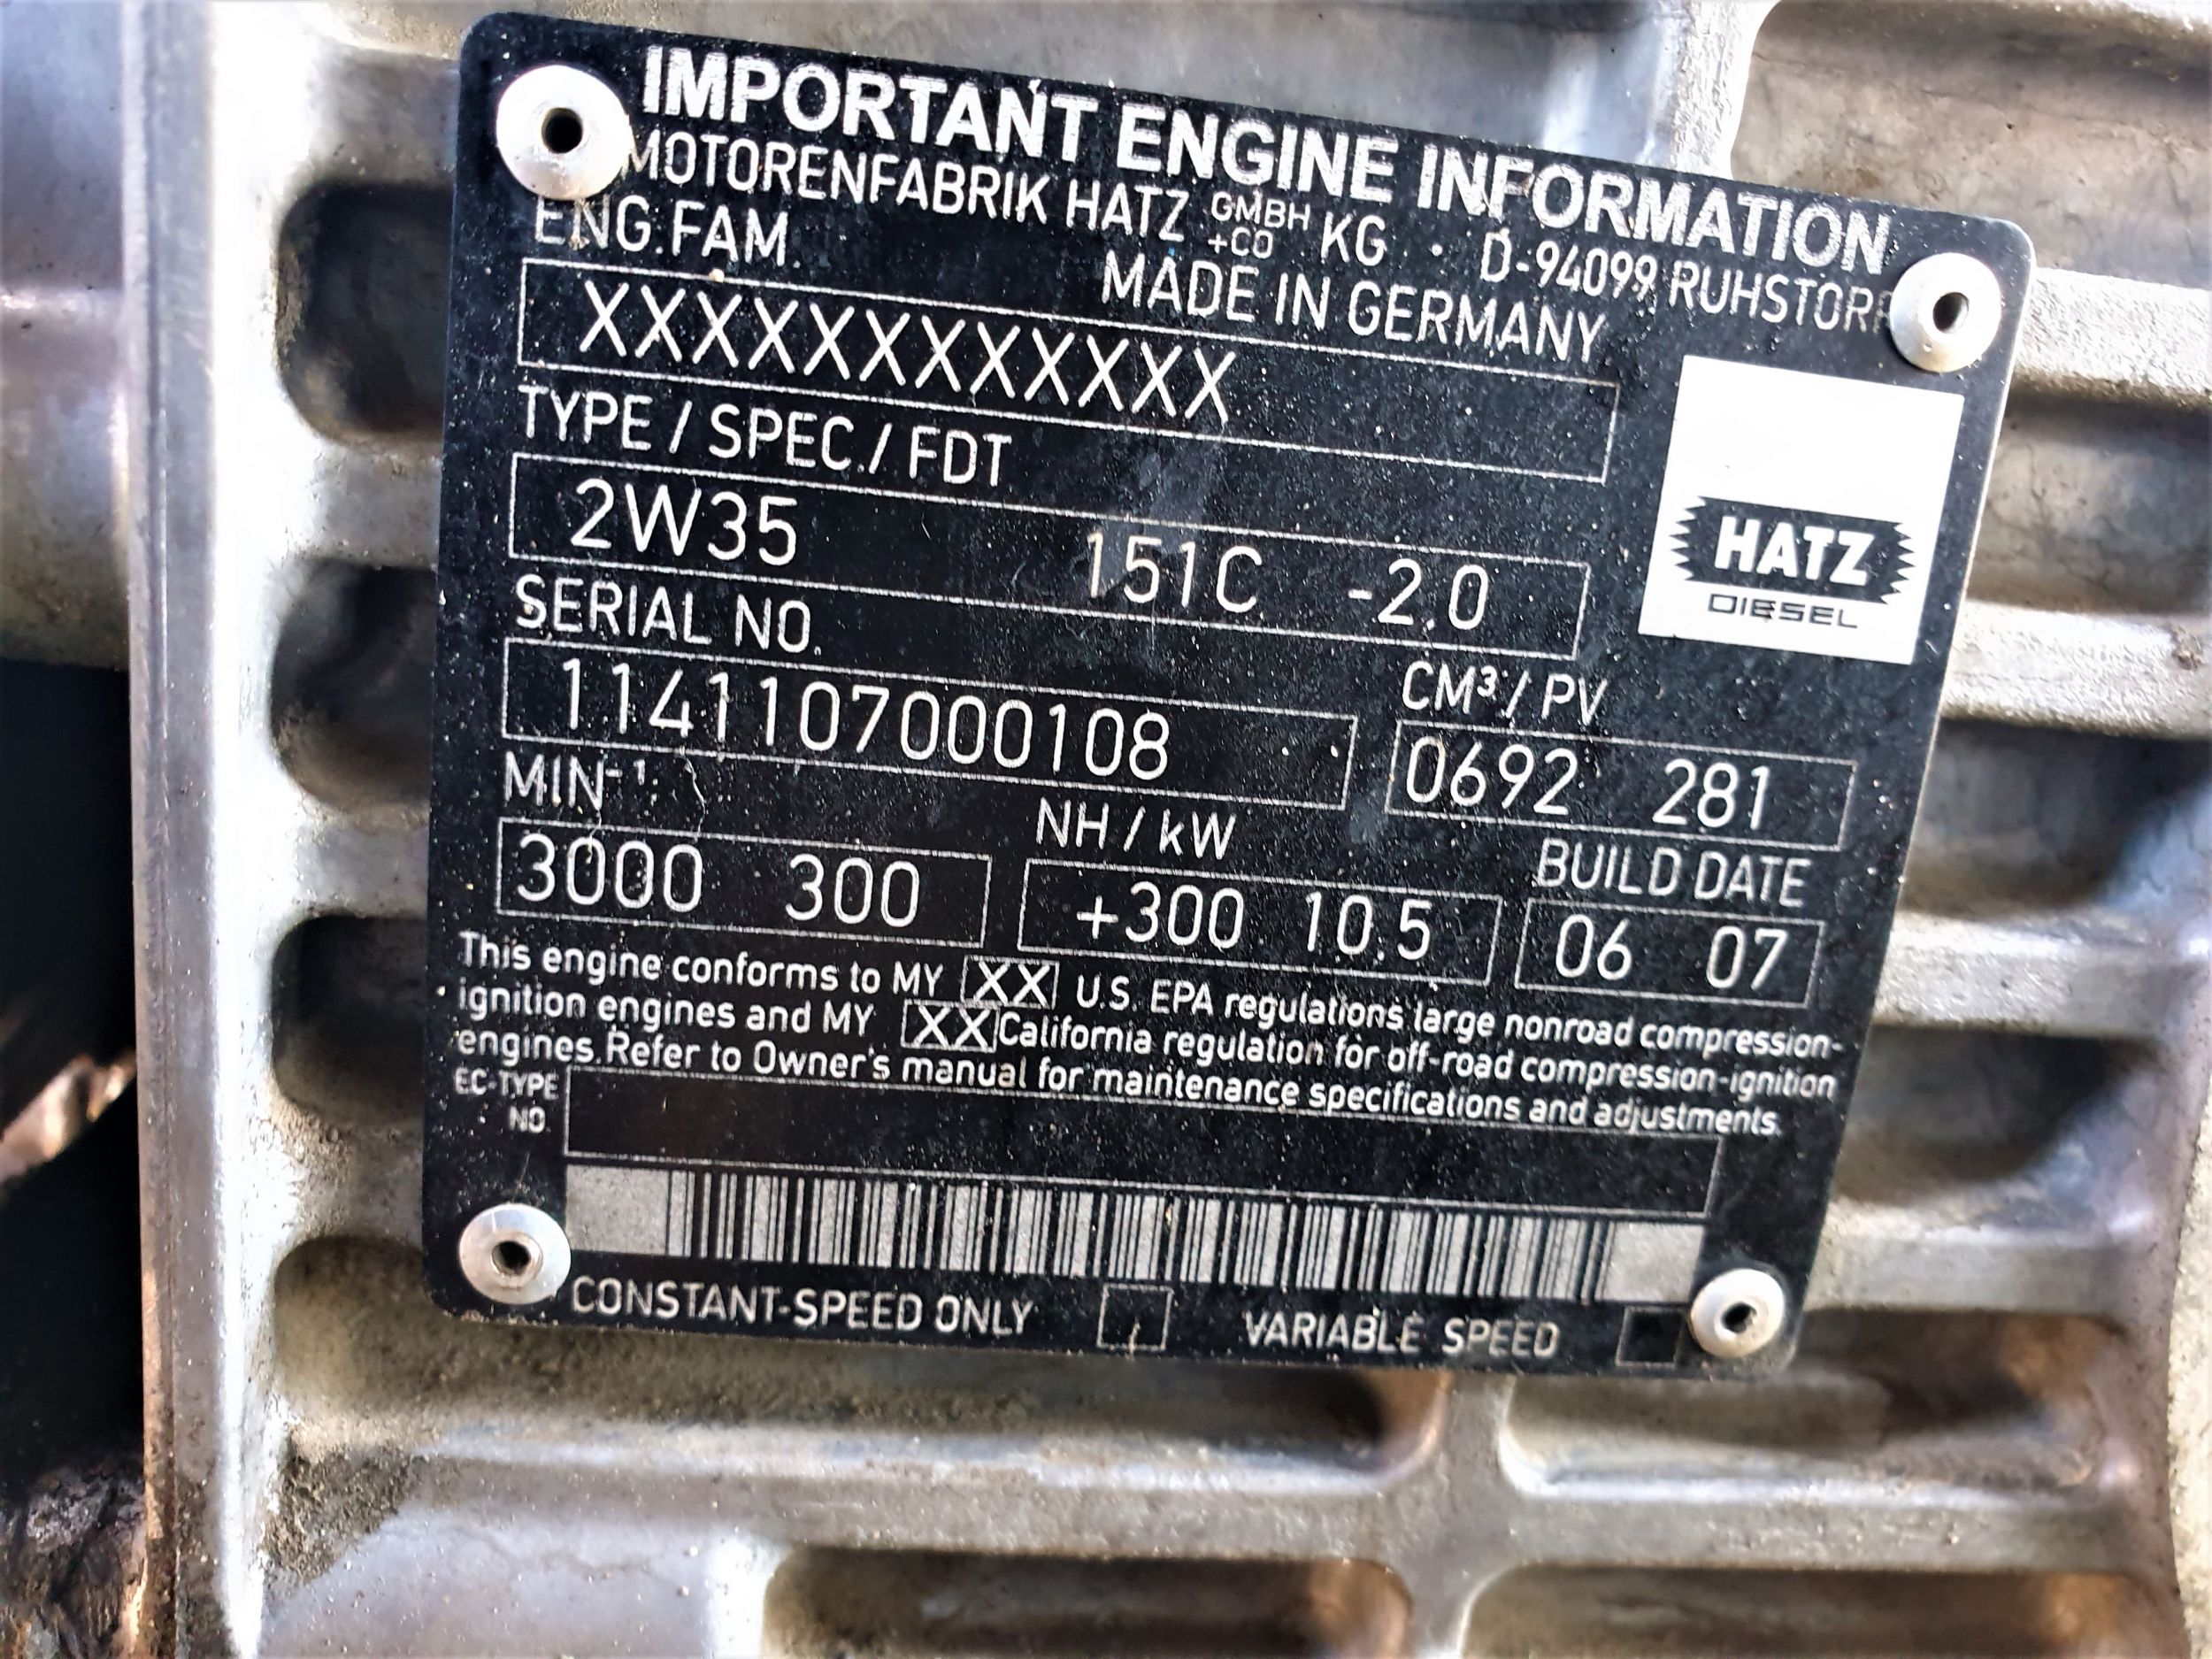 IMPORTANT ENGINE INFORMATION
MOTORENFABRIK HATZ GMBH +CO KG · D-94099 RUHSTORF
ENG.FAM. MADE IN GERMANY
XXXXXXXXXXXX
TYPE / SPEC. / FDT
2W35 151C -2.0
HATZ
DIESEL
SERIAL NO. CM³ / PV
1141107000108 0692 281
MIN⁻¹ NH / kW BUILD DATE
3000 300 +300 10.5 06 07
This engine conforms to MY XX U.S. EPA regulations large nonroad compression-
ignition engines and MY XX California regulation for off-road compression-ignition
engines. Refer to Owner's manual for maintenance specifications and adjustments.
EC-TYPE
NO.
CONSTANT-SPEED ONLY VARIABLE SPEED